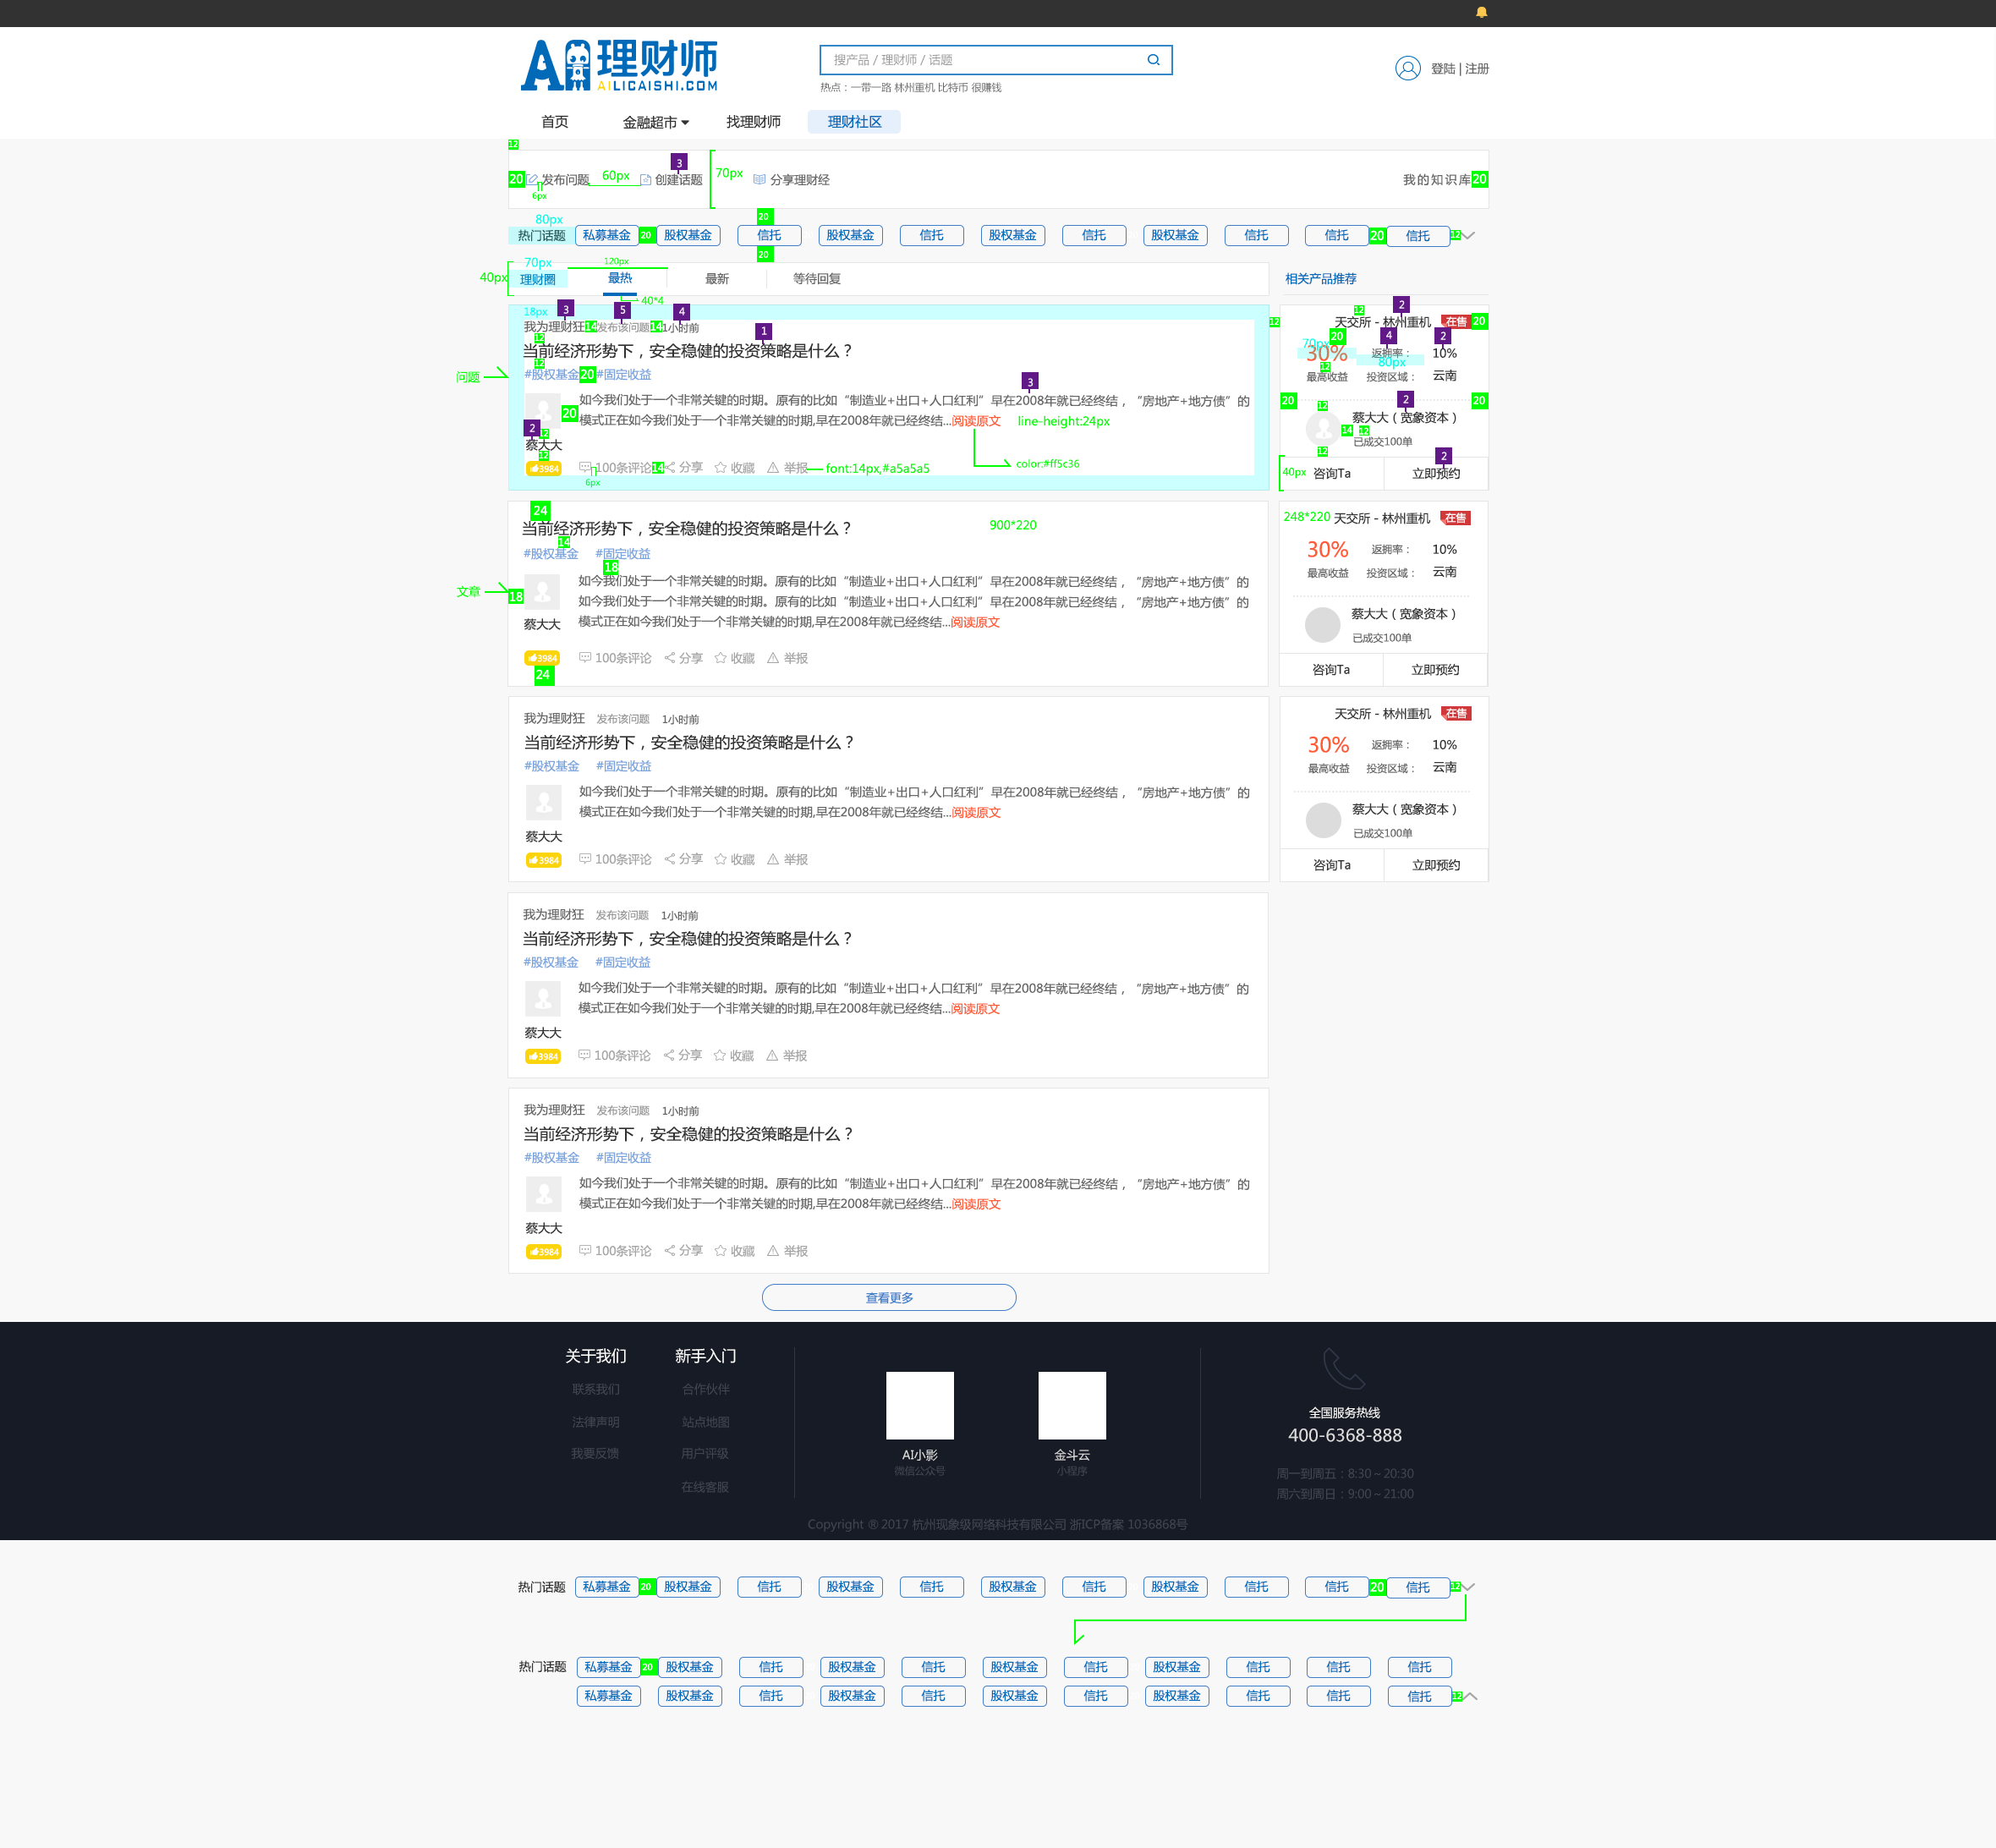 AI理财师
AILICAISHI.COM
搜产品 / 理财师 / 话题
热点：一带一路 林州重机 比特币 很赚钱
登陆 | 注册
首页 金融超市 找理财师 理财社区
12
3
20 发布问题 60px 创建话题 70px 分享理财经 我的知识库 20
6px
80px 20
热门话题 私募基金 20 股权基金 信托 股权基金 信托 股权基金 信托 股权基金 信托 信托 20 信托 12
20
70px 120px
40px 理财圈 最热 最新 等待回复 相关产品推荐
40*4
18px 3 5 4 1
我为理财狂 14 发布该问题 14 1小时前
12
当前经济形势下，安全稳健的投资策略是什么？
12
问题 #股权基金 20 #固定收益
3
20 如今我们处于一个非常关键的时期。原有的比如“制造业+出口+人口红利”早在2008年就已经终结，“房地产+地方债”的
模式正在如今我们处于一个非常关键的时期,早在2008年就已经终结...阅读原文 line-height:24px
2 12
蔡大大
12
3984 100条评论 14 分享 收藏 举报 font:14px,#a5a5a5 color:#ff5c36
6px
12 12 2
天交所 - 林州重机 在售 20
70px 20 4 2
30% 返拥率： 10%
12 80px
最高收益 投资区域： 云南
20 12 2 20
蔡大大（宽象资本）
14 12
已成交100单
12 2
40px 咨询Ta 立即预约
24
当前经济形势下，安全稳健的投资策略是什么？ 900*220
14
#股权基金 #固定收益
18
如今我们处于一个非常关键的时期。原有的比如“制造业+出口+人口红利”早在2008年就已经终结，“房地产+地方债”的
文章 18 如今我们处于一个非常关键的时期。原有的比如“制造业+出口+人口红利”早在2008年就已经终结，“房地产+地方债”的
模式正在如今我们处于一个非常关键的时期,早在2008年就已经终结...阅读原文
蔡大大
3984 100条评论 分享 收藏 举报
24
248*220 天交所 - 林州重机 在售
30% 返拥率： 10%
最高收益 投资区域： 云南
蔡大大（宽象资本）
已成交100单
咨询Ta 立即预约
我为理财狂 发布该问题 1小时前
当前经济形势下，安全稳健的投资策略是什么？
#股权基金 #固定收益
如今我们处于一个非常关键的时期。原有的比如“制造业+出口+人口红利”早在2008年就已经终结，“房地产+地方债”的
模式正在如今我们处于一个非常关键的时期,早在2008年就已经终结...阅读原文
蔡大大
3984 100条评论 分享 收藏 举报
天交所 - 林州重机 在售
30% 返拥率： 10%
最高收益 投资区域： 云南
蔡大大（宽象资本）
已成交100单
咨询Ta 立即预约
我为理财狂 发布该问题 1小时前
当前经济形势下，安全稳健的投资策略是什么？
#股权基金 #固定收益
如今我们处于一个非常关键的时期。原有的比如“制造业+出口+人口红利”早在2008年就已经终结，“房地产+地方债”的
模式正在如今我们处于一个非常关键的时期,早在2008年就已经终结...阅读原文
蔡大大
3984 100条评论 分享 收藏 举报
我为理财狂 发布该问题 1小时前
当前经济形势下，安全稳健的投资策略是什么？
#股权基金 #固定收益
如今我们处于一个非常关键的时期。原有的比如“制造业+出口+人口红利”早在2008年就已经终结，“房地产+地方债”的
模式正在如今我们处于一个非常关键的时期,早在2008年就已经终结...阅读原文
蔡大大
3984 100条评论 分享 收藏 举报
查看更多
关于我们 新手入门
联系我们 合作伙伴
法律声明 站点地图
我要反馈 用户评级
在线客服
AI小影 金斗云
微信公众号 小程序
全国服务热线
400-6368-888
周一到周五：8:30～20:30
周六到周日：9:00～21:00
Copyright ® 2017 杭州现象级网络科技有限公司 浙ICP备案 1036868号
热门话题 私募基金 20 股权基金 信托 股权基金 信托 股权基金 信托 股权基金 信托 信托 20 信托 12
热门话题 私募基金 20 股权基金 信托 股权基金 信托 股权基金 信托 股权基金 信托 信托 信托
私募基金 股权基金 信托 股权基金 信托 股权基金 信托 股权基金 信托 信托 信托 12